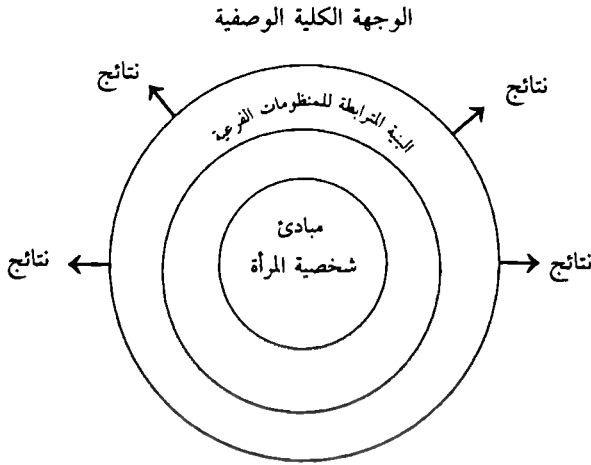 الوجهة الكلية الوصفية
نتائج
نتائج
البنية المترابطة للمنظومات الفرعية
مبادئ
شخصية المرأة
نتائج
نتائج